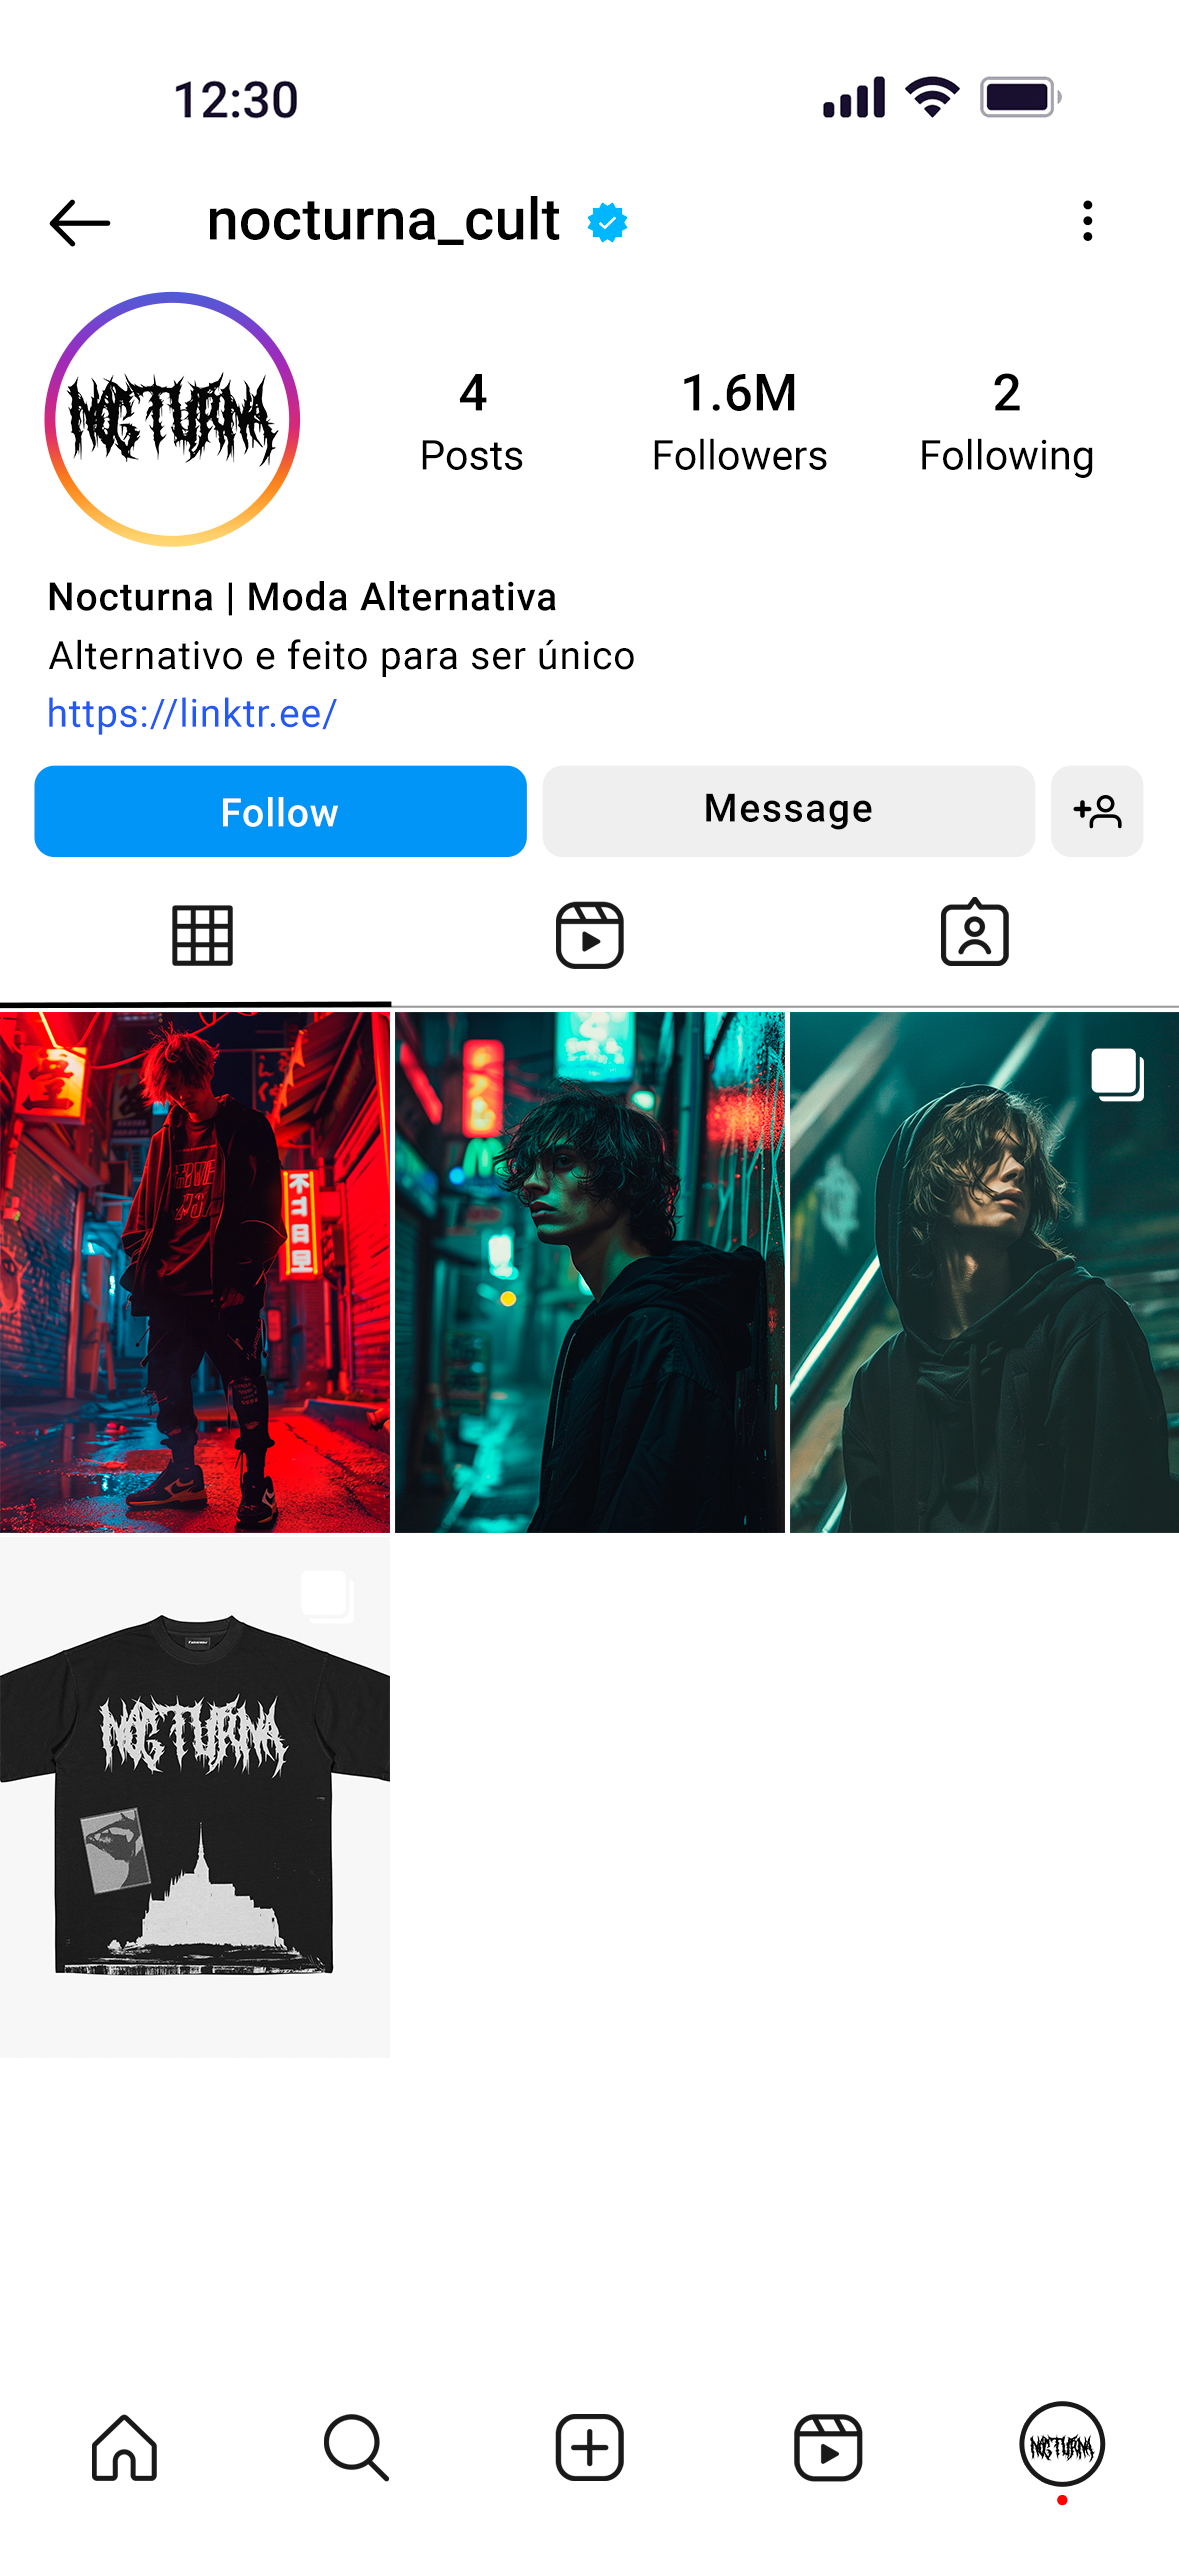 12:30
nocturna_cult
NOCTURNA
4
Posts
1.6M
Followers
2
Following
Nocturna | Moda Alternativa
Alternativo e feito para ser único
https://linktr.ee/
Follow
Message
NOCTURNA
NOCTURNA